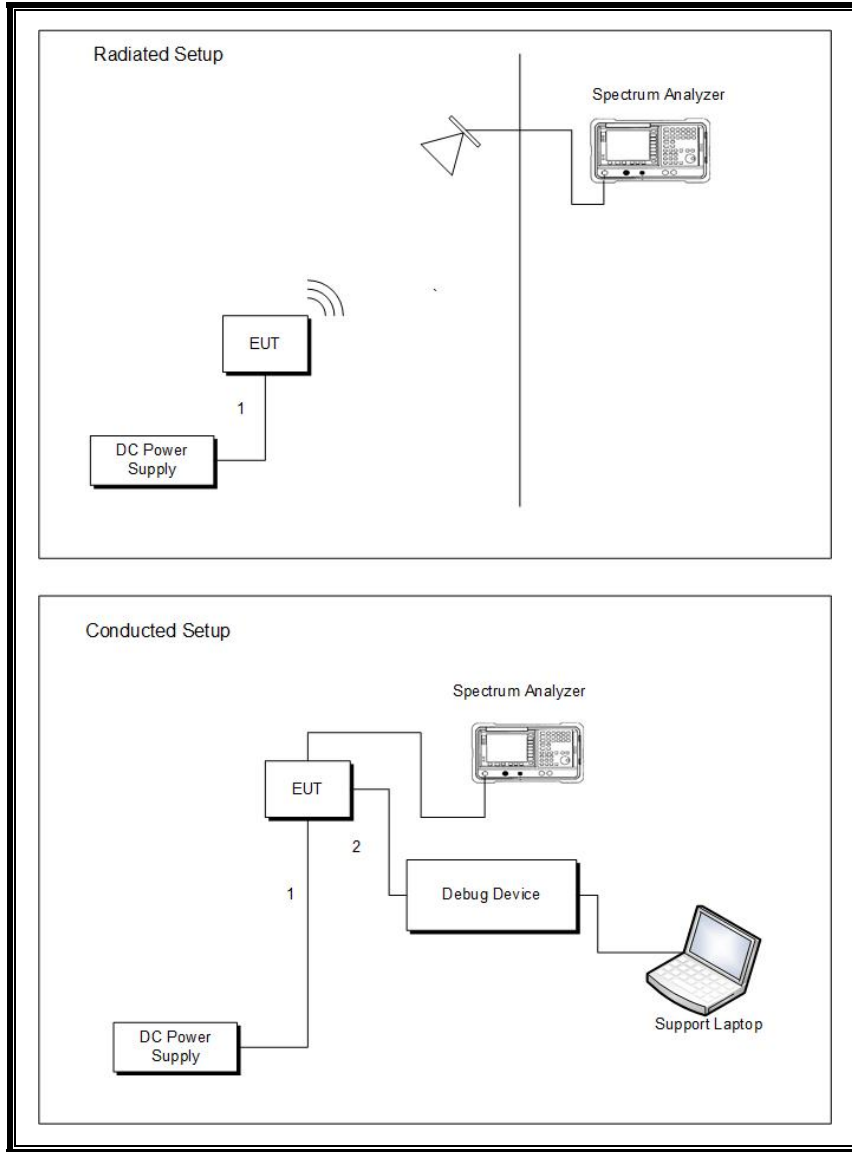 Radiated Setup
Spectrum Analyzer
EUT
1
DC Power
Supply
Conducted Setup
Spectrum Analyzer
EUT
2
1
Debug Device
Support Laptop
DC Power
Supply